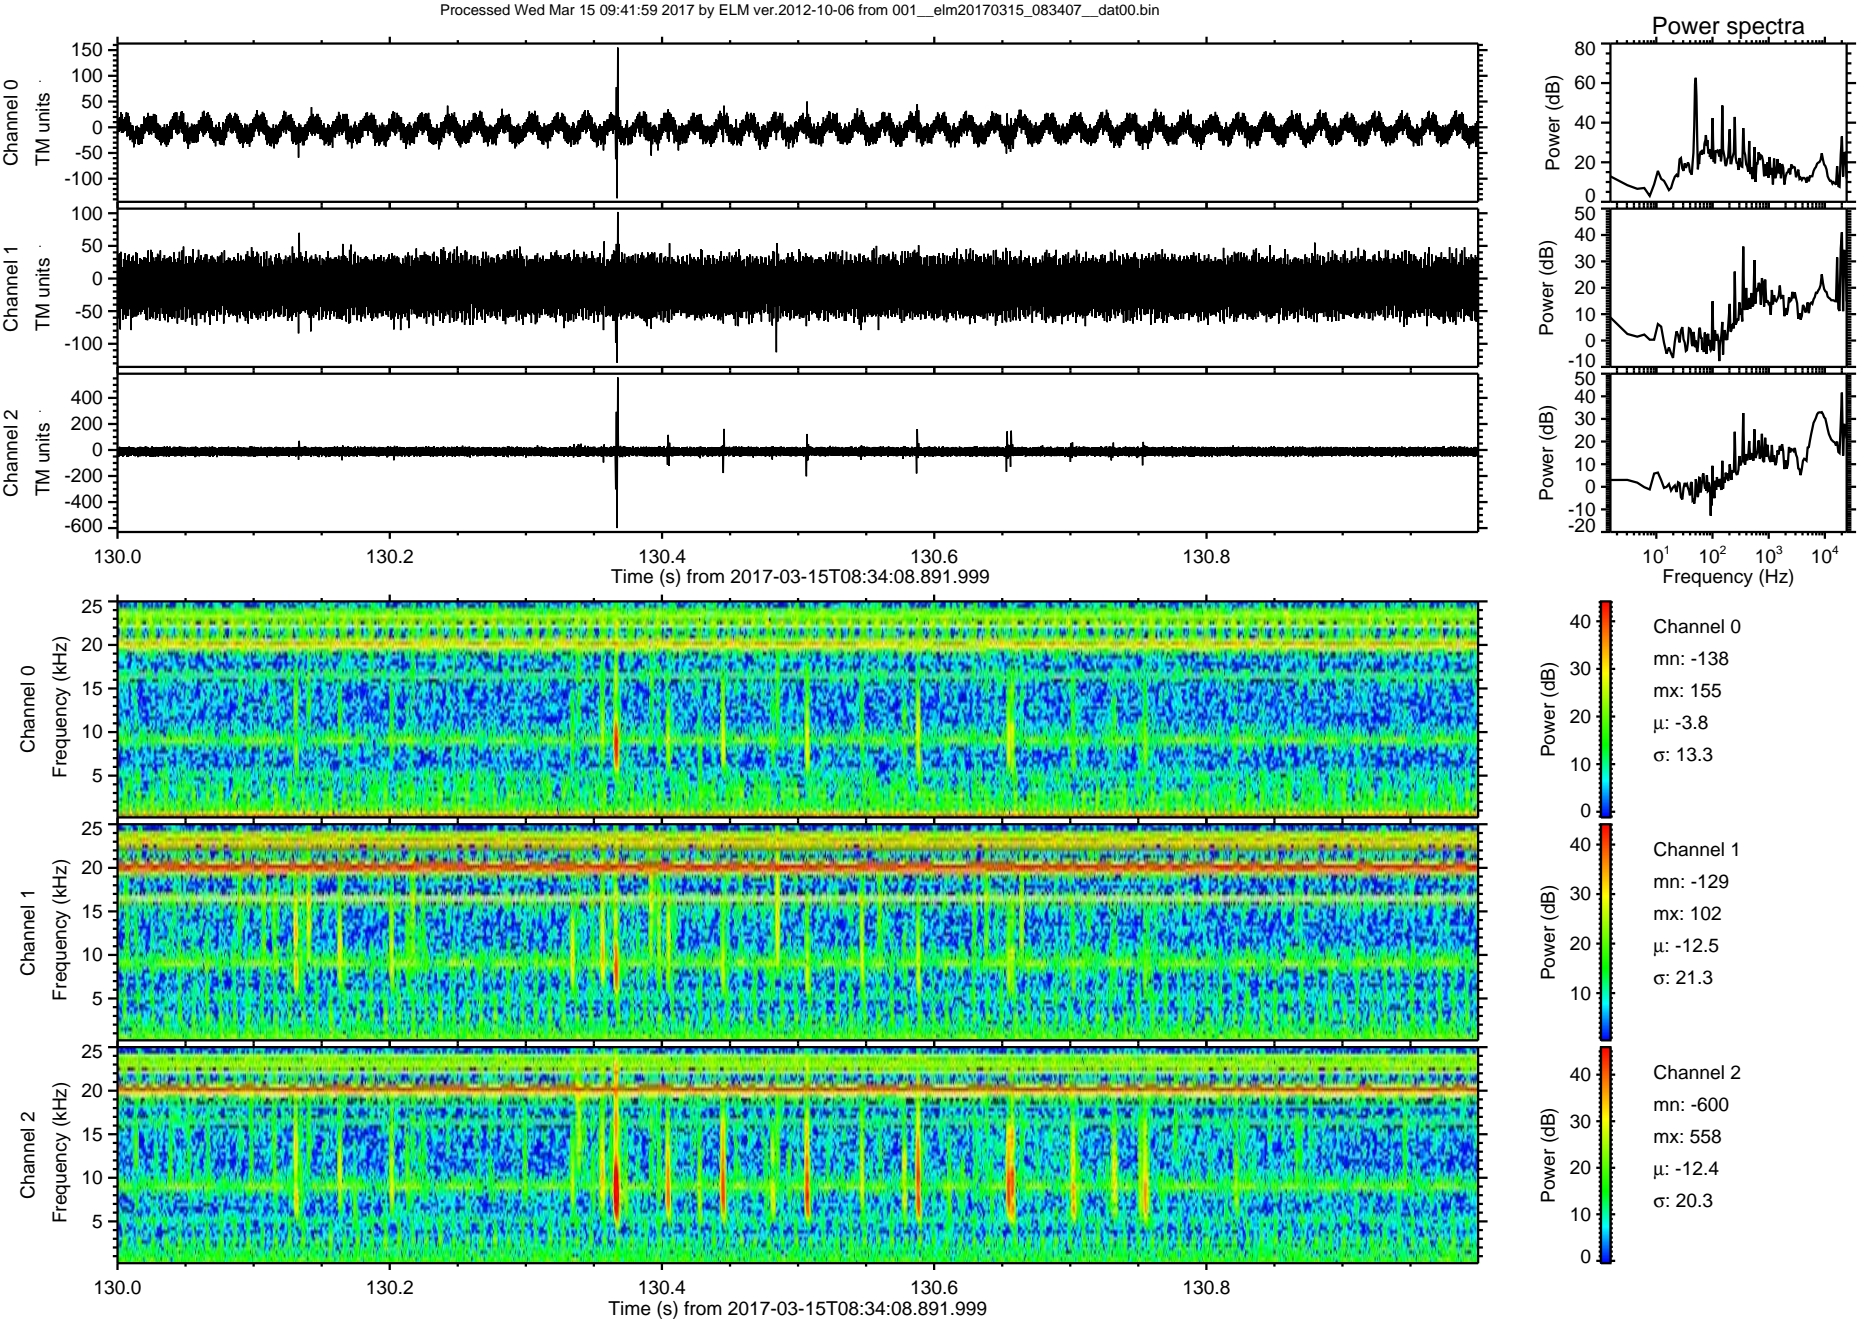 Processed Wed Mar 15 09:41:59 2017 by ELM ver.2012-10-06 from 001__elm20170315_083407__dat00.bin
Power spectra
Channel 0
TM units
150
100
50
0
-50
-100
Power (dB)
80
60
40
20
0
Channel 1
TM units
100
50
0
-50
-100
Power (dB)
50
40
30
20
10
0
-10
Channel 2
TM units
400
200
0
-200
-400
-600
Power (dB)
50
40
30
20
10
0
-10
-20
130.0 130.2 130.4 130.6 130.8
Time (s) from 2017-03-15T08:34:08.891.999
10¹ 10² 10³ 10⁴
Frequency (Hz)
Channel 0
Frequency (kHz)
25
20
15
10
5
Power (dB)
40
30
20
10
0
Channel 0
mn: -138
mx: 155
μ: -3.8
σ: 13.3
Channel 1
Frequency (kHz)
25
20
15
10
5
Power (dB)
40
30
20
10
Channel 1
mn: -129
mx: 102
μ: -12.5
σ: 21.3
Channel 2
Frequency (kHz)
25
20
15
10
5
Power (dB)
40
30
20
10
0
Channel 2
mn: -600
mx: 558
μ: -12.4
σ: 20.3
130.0 130.2 130.4 130.6 130.8
Time (s) from 2017-03-15T08:34:08.891.999